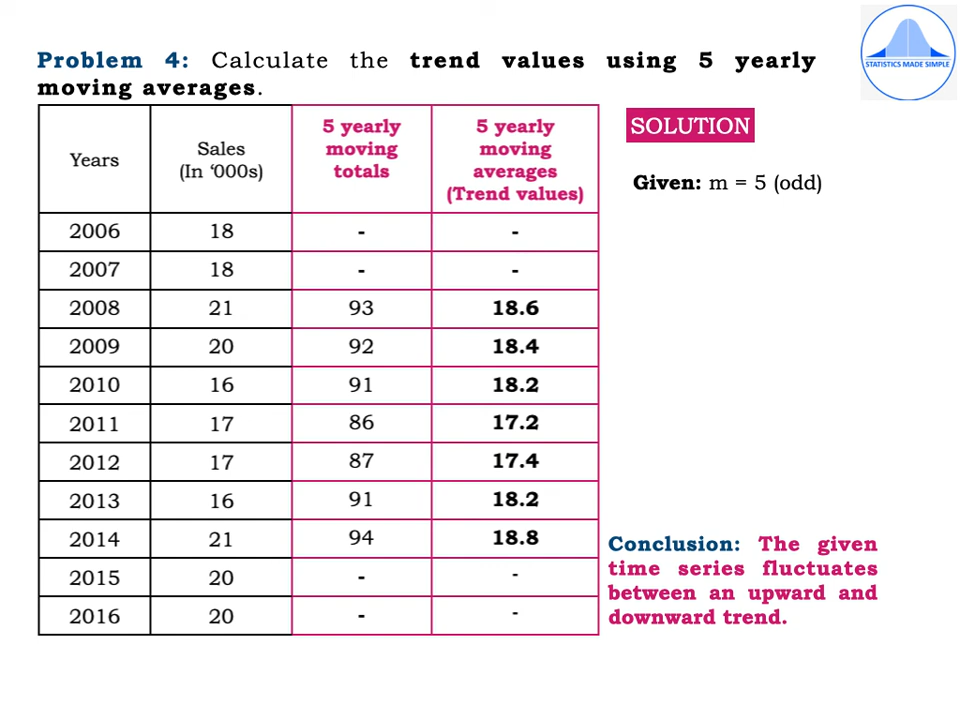 Problem 4: Calculate the trend values using 5 yearly
moving averages.
STATISTICS MADE SIMPLE
Years | Sales (In ‘000s) | 5 yearly moving totals | 5 yearly moving averages (Trend values)
2006 | 18 | - | -
2007 | 18 | - | -
2008 | 21 | 93 | 18.6
2009 | 20 | 92 | 18.4
2010 | 16 | 91 | 18.2
2011 | 17 | 86 | 17.2
2012 | 17 | 87 | 17.4
2013 | 16 | 91 | 18.2
2014 | 21 | 94 | 18.8
2015 | 20 | - | -
2016 | 20 | - | -
SOLUTION
Given: m = 5 (odd)
Conclusion: The given
time series fluctuates
between an upward and
downward trend.